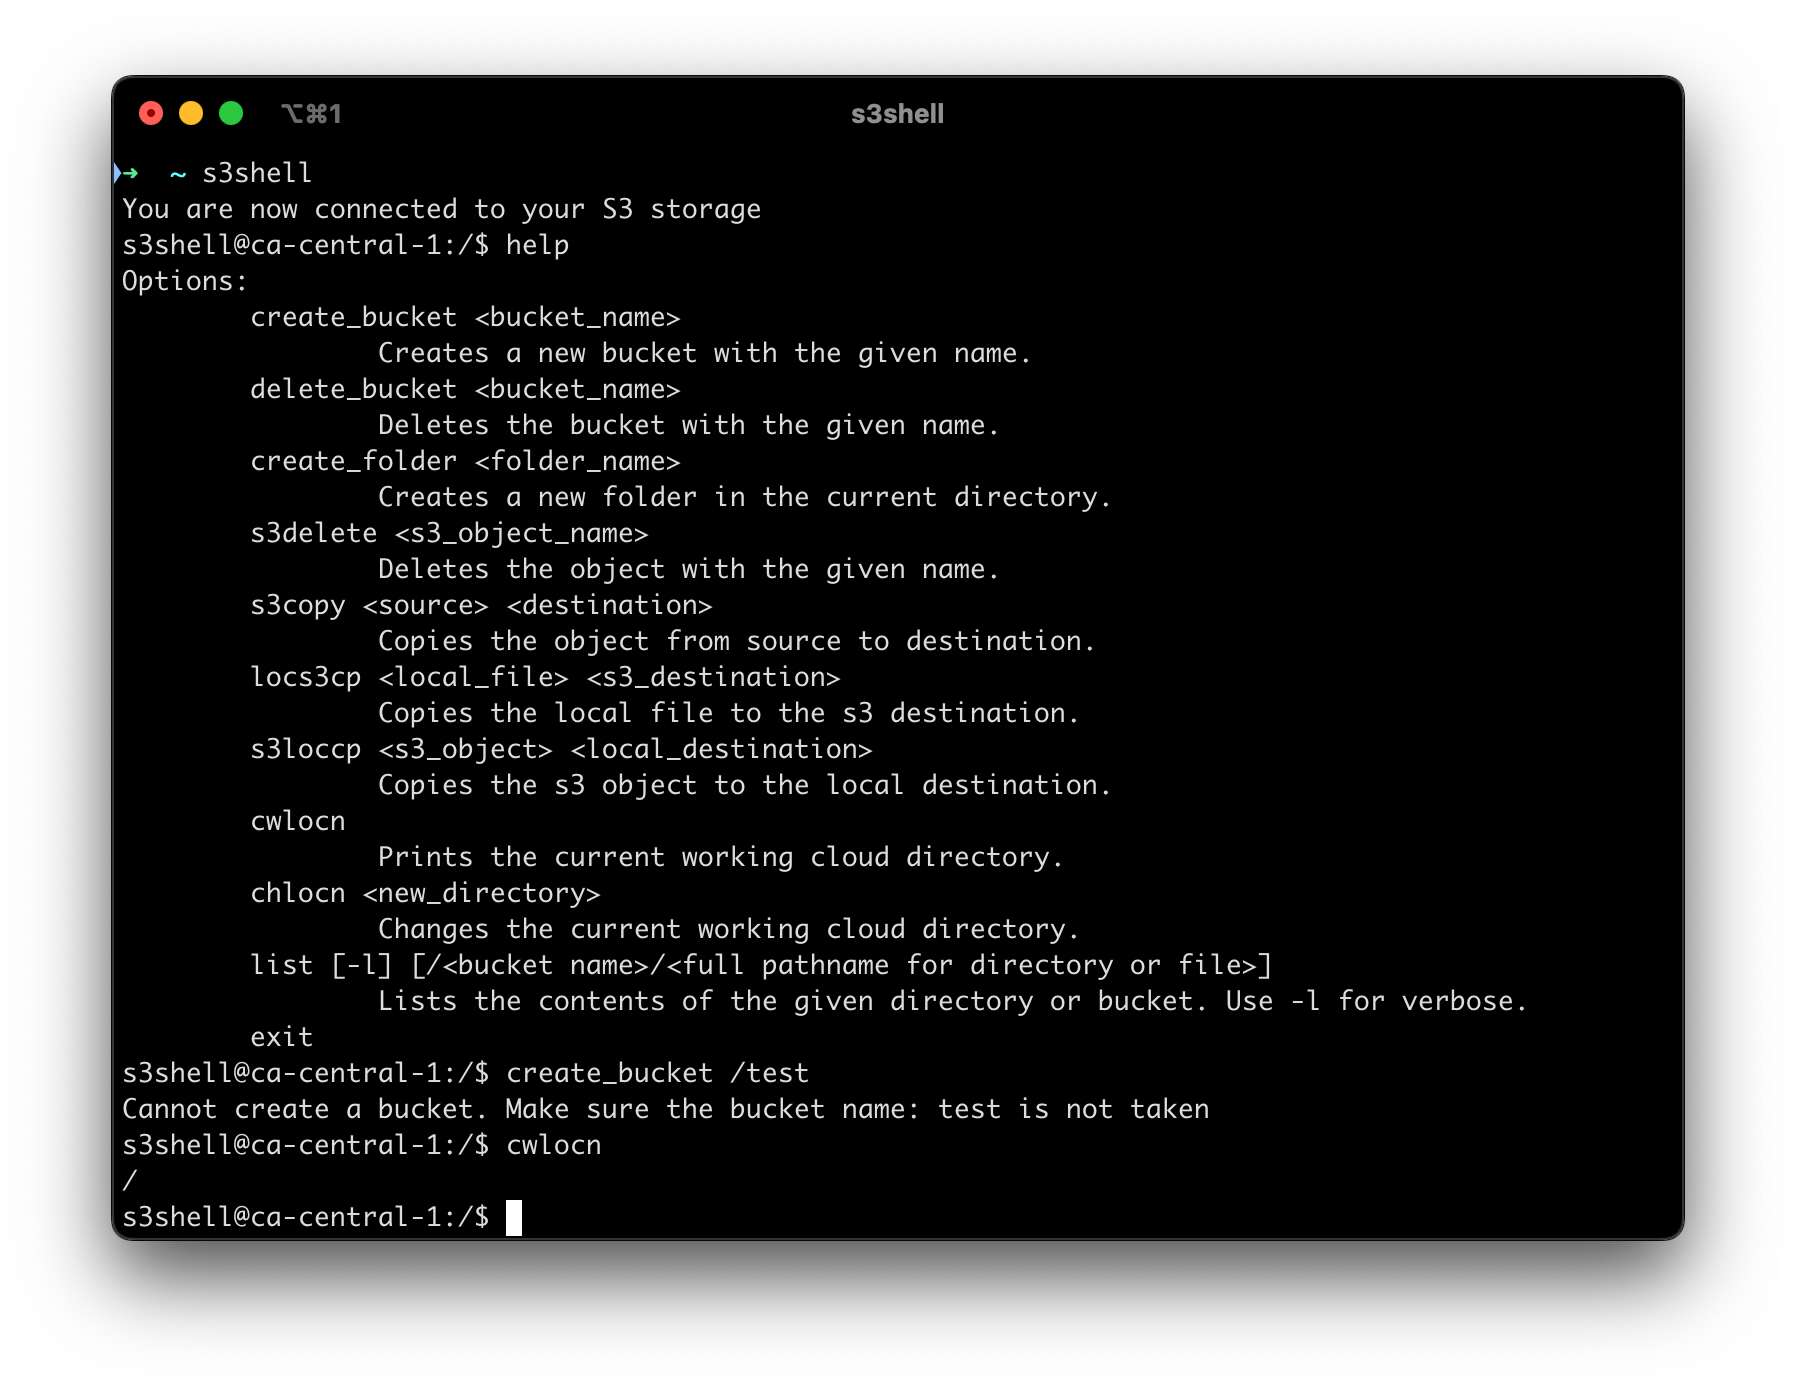 ⌥⌘1
s3shell
➜  ~ s3shell
You are now connected to your S3 storage
s3shell@ca-central-1:/$ help
Options:
        create_bucket <bucket_name>
                Creates a new bucket with the given name.
        delete_bucket <bucket_name>
                Deletes the bucket with the given name.
        create_folder <folder_name>
                Creates a new folder in the current directory.
        s3delete <s3_object_name>
                Deletes the object with the given name.
        s3copy <source> <destination>
                Copies the object from source to destination.
        locs3cp <local_file> <s3_destination>
                Copies the local file to the s3 destination.
        s3loccp <s3_object> <local_destination>
                Copies the s3 object to the local destination.
        cwlocn
                Prints the current working cloud directory.
        chlocn <new_directory>
                Changes the current working cloud directory.
        list [-l] [/<bucket name>/<full pathname for directory or file>]
                Lists the contents of the given directory or bucket. Use -l for verbose.
        exit
s3shell@ca-central-1:/$ create_bucket /test
Cannot create a bucket. Make sure the bucket name: test is not taken
s3shell@ca-central-1:/$ cwlocn
/
s3shell@ca-central-1:/$